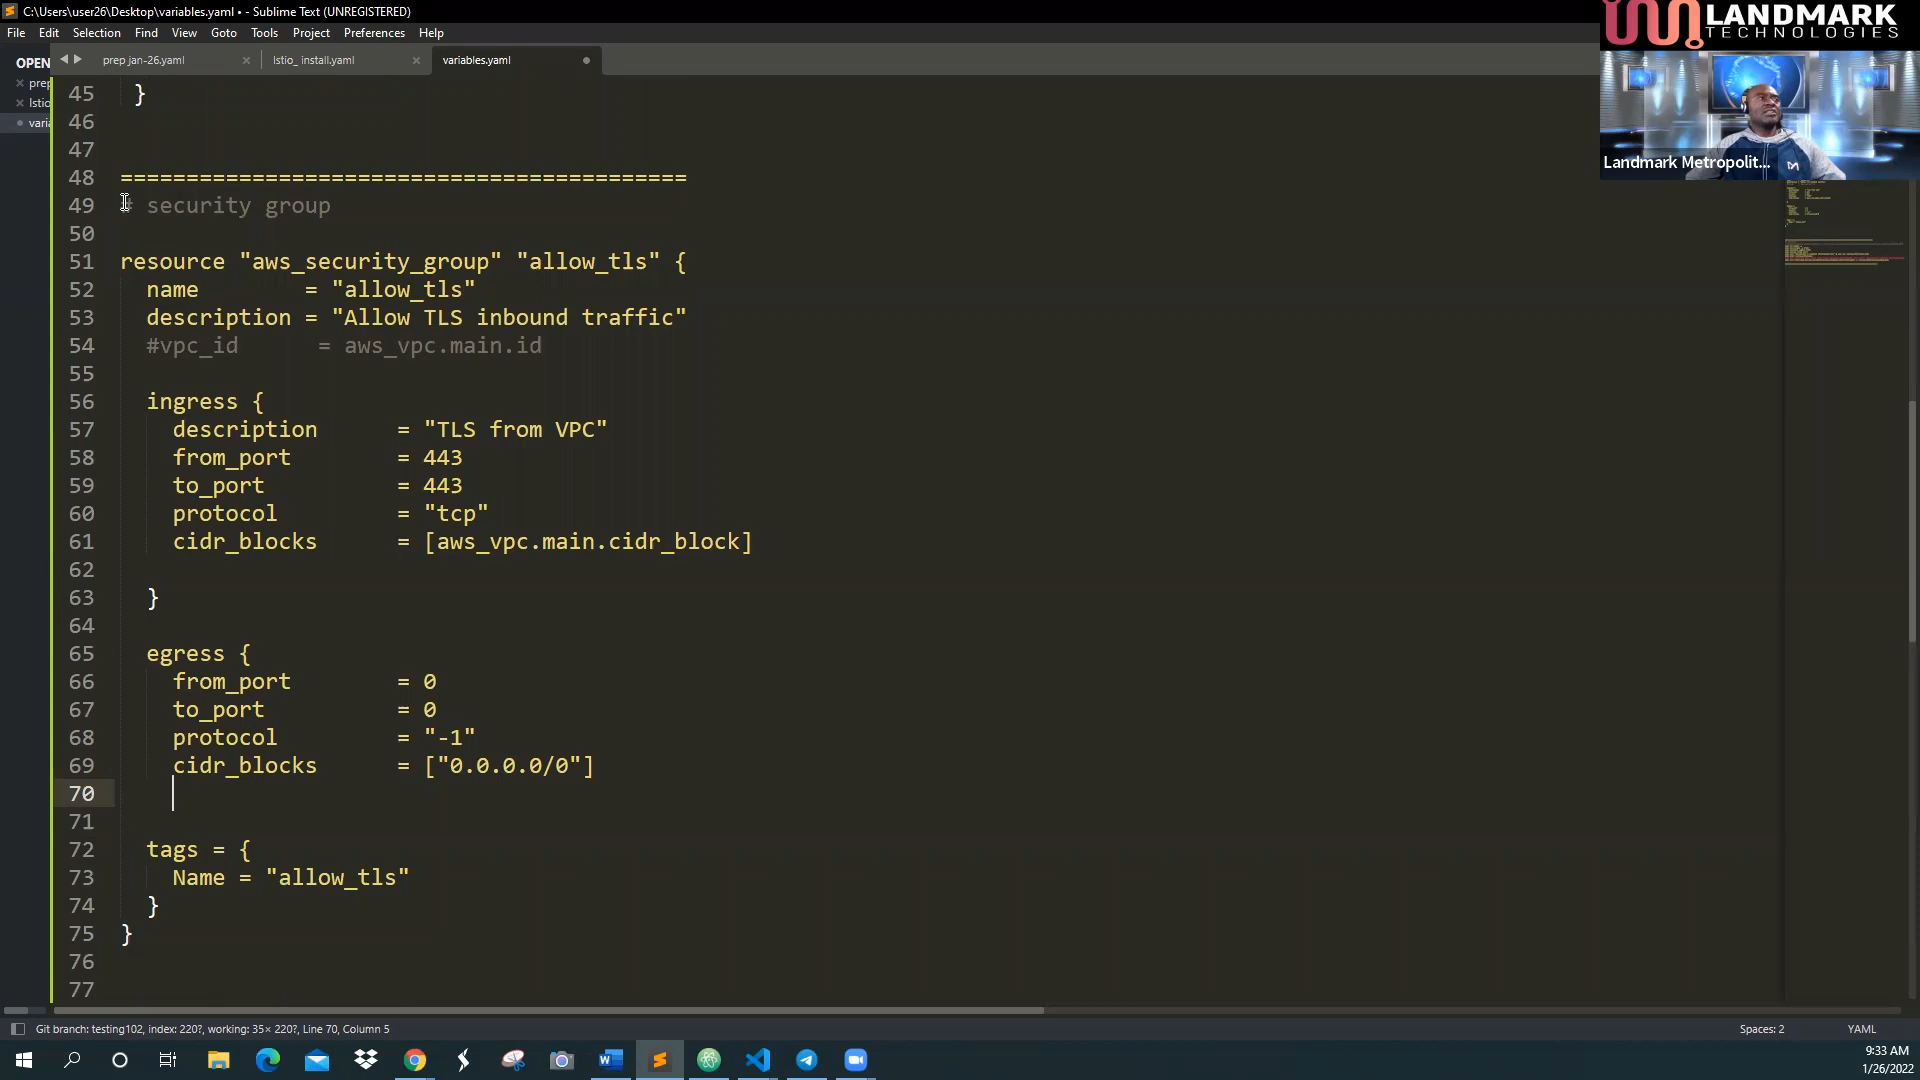 C:\Users\user26\Desktop\variables.yaml • - Sublime Text (UNREGISTERED)
File Edit Selection Find View Goto Tools Project Preferences Help
LANDMARK
TECHNOLOGIES
OPEN
prep jan-26.yaml
Istio_ install.yaml
variables.yaml
prep
Istio
varia
45 }
46
47
48 ===========================================
49 # security group
50
51 resource "aws_security_group" "allow_tls" {
52 name = "allow_tls"
53 description = "Allow TLS inbound traffic"
54 #vpc_id = aws_vpc.main.id
55
56 ingress {
57 description = "TLS from VPC"
58 from_port = 443
59 to_port = 443
60 protocol = "tcp"
61 cidr_blocks = [aws_vpc.main.cidr_block]
62
63 }
64
65 egress {
66 from_port = 0
67 to_port = 0
68 protocol = "-1"
69 cidr_blocks = ["0.0.0.0/0"]
70
71
72 tags = {
73 Name = "allow_tls"
74 }
75 }
76
77
Landmark Metropolit...
Git branch: testing102, index: 220?, working: 35× 220?, Line 70, Column 5
Spaces: 2
YAML
9:33 AM
1/26/2022